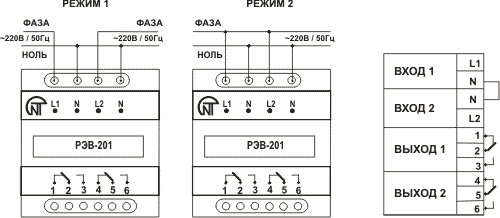 РЕЖИМ 1
ФАЗА
ФАЗА
~220В / 50Гц
~220В / 50Гц
НОЛЬ
L1 N L2 N
РЭВ-201
1 2 3 4 5 6
РЕЖИМ 2
ФАЗА
~220В / 50Гц
НОЛЬ
L1 N L2 N
РЭВ-201
1 2 3 4 5 6
ВХОД 1
L1
N
ВХОД 2
N
L2
ВЫХОД 1
1
2
3
ВЫХОД 2
4
5
6